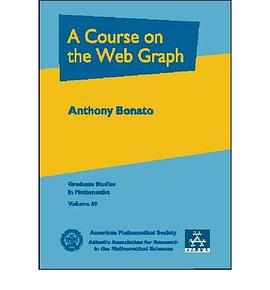 A Course on
the Web Graph
Anthony Bonato
Graduate Studies
in Mathematics
Volume 89
American Mathematical Society
Atlantic Association for Research
in the Mathematical Sciences